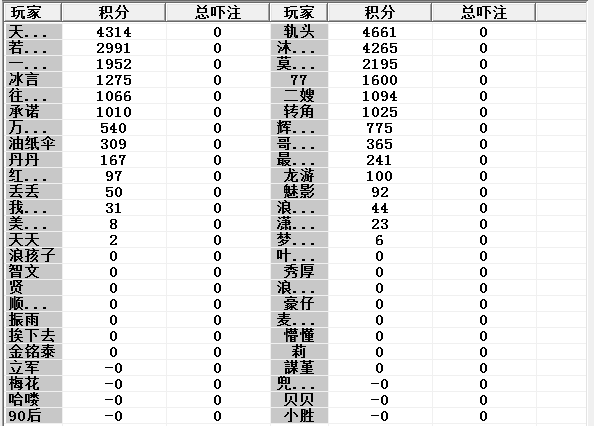 玩家 积分 总吓注 玩家 积分 总吓注
天... 4314 0 轨头 4661 0
若... 2991 0 沐... 4265 0
一... 1952 0 莫... 2195 0
冰言 1275 0 77 1600 0
往... 1066 0 二嫂 1094 0
承诺 1010 0 转角 1025 0
万... 540 0 辉... 775 0
油纸伞 309 0 哥... 365 0
丹丹 167 0 最... 241 0
红... 97 0 龙游 100 0
丢丢 50 0 魅影 92 0
我... 31 0 浪... 44 0
美... 8 0 潇... 23 0
天天 2 0 梦... 6 0
浪孩子 0 0 叶... 0 0
智文 0 0 秀厚 0 0
贤 0 0 浪... 0 0
顺... 0 0 豪仔 0 0
振雨 0 0 麦... 0 0
挨下去 0 0 懵懂 0 0
金铭泰 0 0 莉 0 0
立军 -0 0 謀堇 0 0
梅花 -0 0 兜... -0 0
哈喽 -0 0 贝贝 -0 0
90后 -0 0 小胜 -0 0